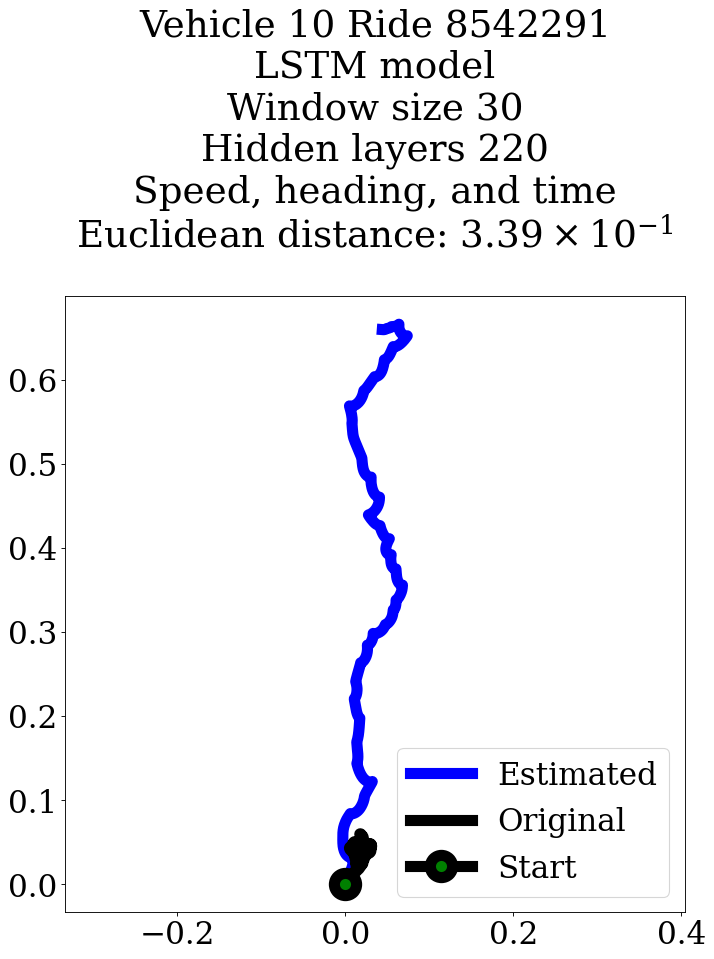 Vehicle 10 Ride 8542291
LSTM model
Window size 30
Hidden layers 220
Speed, heading, and time
Euclidean distance: 3.39 × 10⁻¹
0.6
0.5
0.4
0.3
0.2
0.1
0.0
Estimated
Original
Start
−0.2 0.0 0.2 0.4